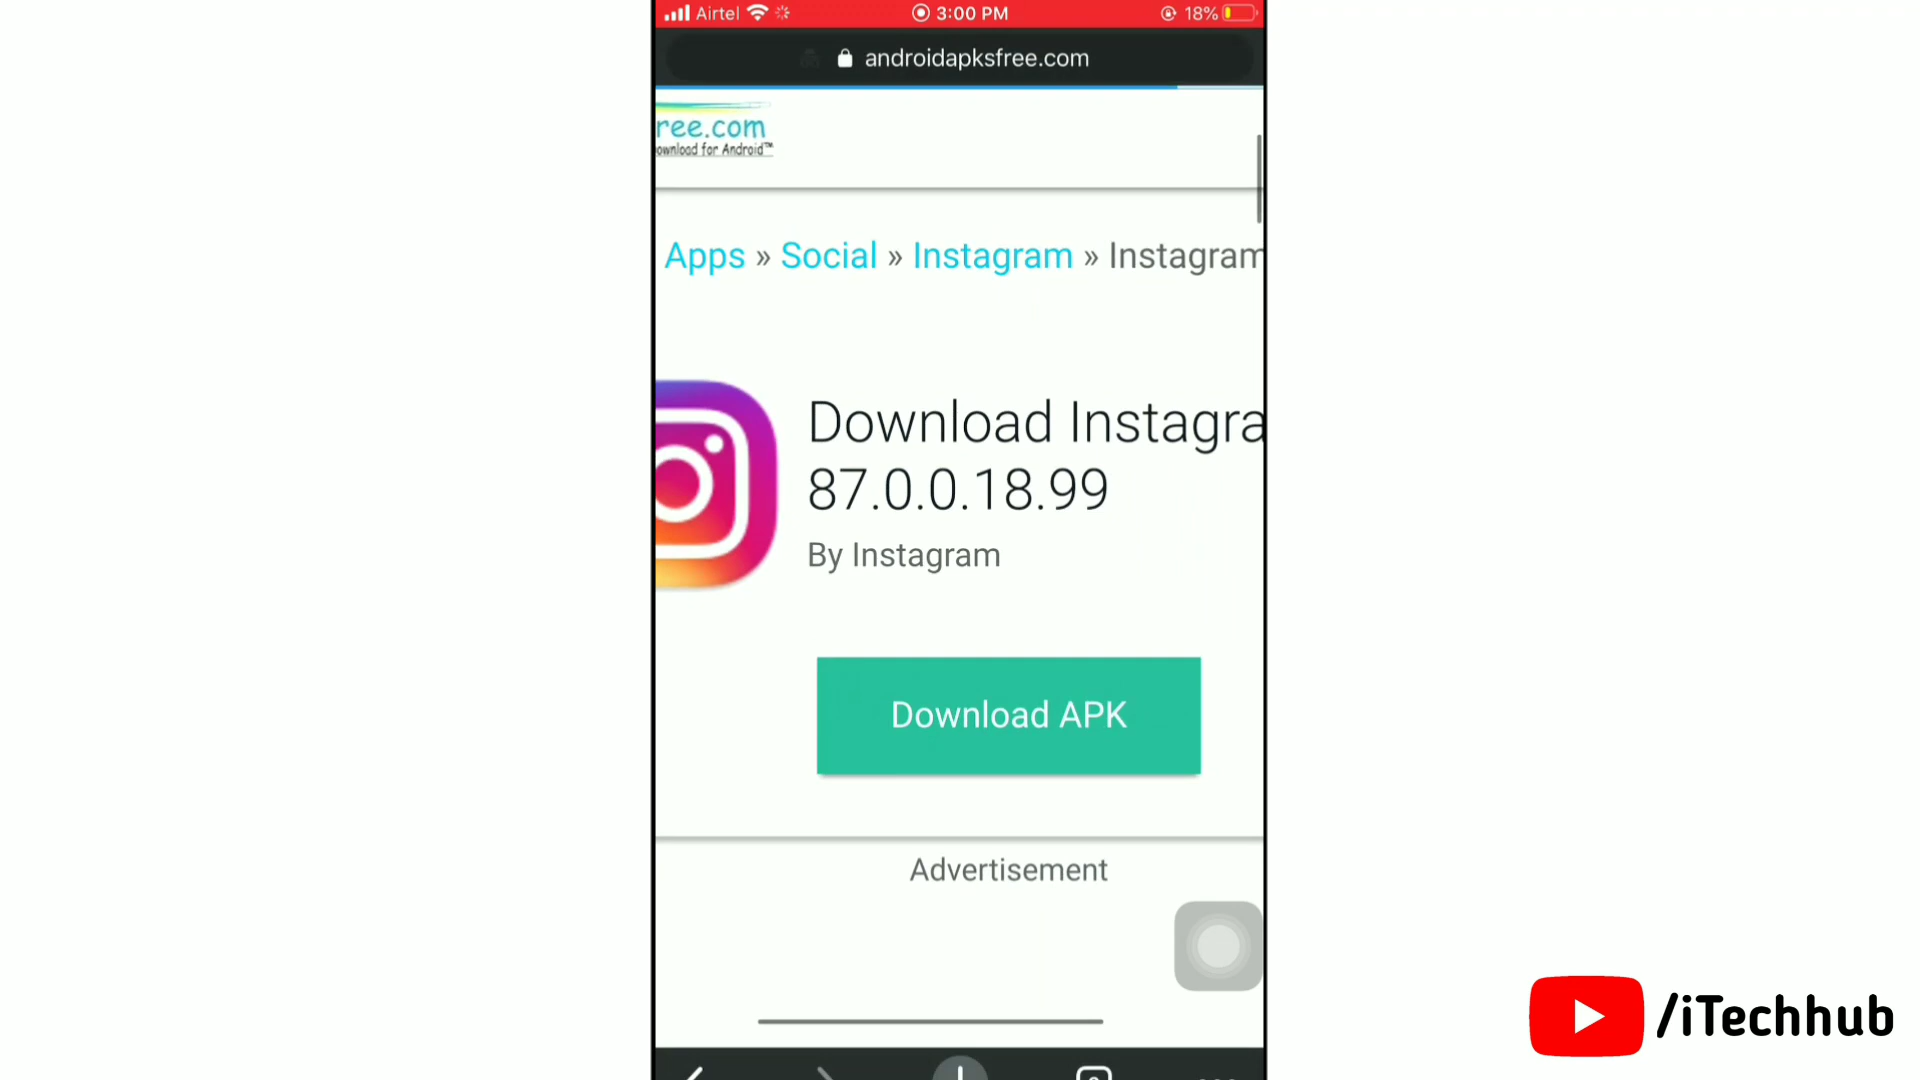 Airtel 3:00 PM 18%
androidapksfree.com
ree.com
ownload for Android™
Apps » Social » Instagram » Instagram
Download Instagra
87.0.0.18.99
By Instagram
Download APK
Advertisement
/iTechhub